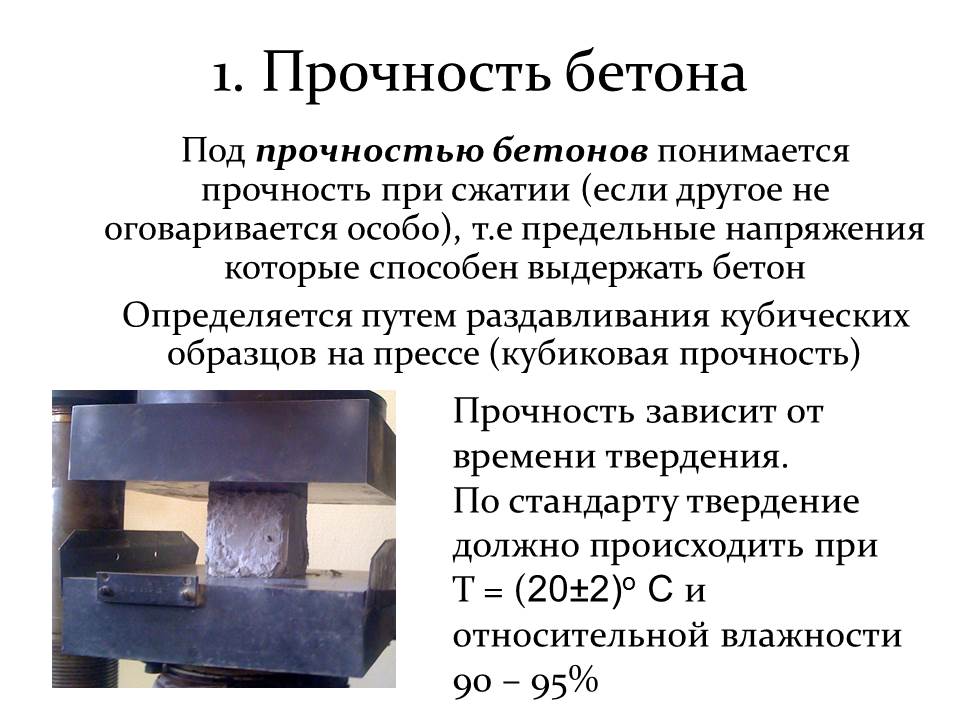 1. Прочность бетона
Под прочностью бетонов понимается
прочность при сжатии (если другое не
оговаривается особо), т.е предельные напряжения
которые способен выдержать бетон
Определяется путем раздавливания кубических
образцов на прессе (кубиковая прочность)
Прочность зависит от
времени твердения.
По стандарту твердение
должно происходить при
Т = (20±2)º С и
относительной влажности
90 – 95%